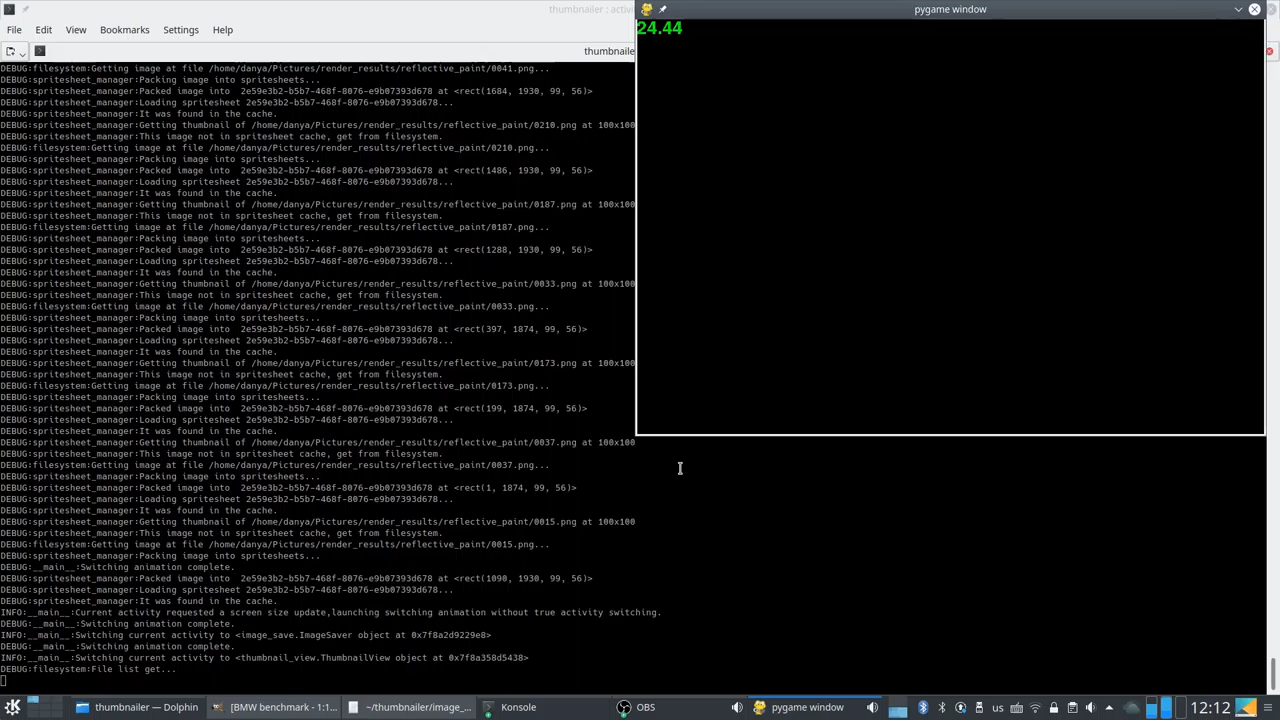 thumbnailer : activi
pygame window
File Edit View Bookmarks Settings Help
24.44
thumbnaile
DEBUG:filesystem:Getting image at file /home/danya/Pictures/render_results/reflective_paint/0041.png...
DEBUG:spritesheet_manager:Packing image into spritesheets...
DEBUG:spritesheet_manager:Packed image into  2e59e3b2-b5b7-468f-8076-e9b07393d678 at <rect(1684, 1930, 99, 56)>
DEBUG:spritesheet_manager:Loading spritesheet 2e59e3b2-b5b7-468f-8076-e9b07393d678...
DEBUG:spritesheet_manager:It was found in the cache.
DEBUG:spritesheet_manager:Getting thumbnail of /home/danya/Pictures/render_results/reflective_paint/0210.png at 100x100
DEBUG:spritesheet_manager:This image not in spritesheet cache, get from filesystem.
DEBUG:filesystem:Getting image at file /home/danya/Pictures/render_results/reflective_paint/0210.png...
DEBUG:spritesheet_manager:Packing image into spritesheets...
DEBUG:spritesheet_manager:Packed image into  2e59e3b2-b5b7-468f-8076-e9b07393d678 at <rect(1486, 1930, 99, 56)>
DEBUG:spritesheet_manager:Loading spritesheet 2e59e3b2-b5b7-468f-8076-e9b07393d678...
DEBUG:spritesheet_manager:It was found in the cache.
DEBUG:spritesheet_manager:Getting thumbnail of /home/danya/Pictures/render_results/reflective_paint/0187.png at 100x100
DEBUG:spritesheet_manager:This image not in spritesheet cache, get from filesystem.
DEBUG:filesystem:Getting image at file /home/danya/Pictures/render_results/reflective_paint/0187.png...
DEBUG:spritesheet_manager:Packing image into spritesheets...
DEBUG:spritesheet_manager:Packed image into  2e59e3b2-b5b7-468f-8076-e9b07393d678 at <rect(1288, 1930, 99, 56)>
DEBUG:spritesheet_manager:Loading spritesheet 2e59e3b2-b5b7-468f-8076-e9b07393d678...
DEBUG:spritesheet_manager:It was found in the cache.
DEBUG:spritesheet_manager:Getting thumbnail of /home/danya/Pictures/render_results/reflective_paint/0033.png at 100x100
DEBUG:spritesheet_manager:This image not in spritesheet cache, get from filesystem.
DEBUG:filesystem:Getting image at file /home/danya/Pictures/render_results/reflective_paint/0033.png...
DEBUG:spritesheet_manager:Packing image into spritesheets...
DEBUG:spritesheet_manager:Packed image into  2e59e3b2-b5b7-468f-8076-e9b07393d678 at <rect(397, 1874, 99, 56)>
DEBUG:spritesheet_manager:Loading spritesheet 2e59e3b2-b5b7-468f-8076-e9b07393d678...
DEBUG:spritesheet_manager:It was found in the cache.
DEBUG:spritesheet_manager:Getting thumbnail of /home/danya/Pictures/render_results/reflective_paint/0173.png at 100x100
DEBUG:spritesheet_manager:This image not in spritesheet cache, get from filesystem.
DEBUG:filesystem:Getting image at file /home/danya/Pictures/render_results/reflective_paint/0173.png...
DEBUG:spritesheet_manager:Packing image into spritesheets...
DEBUG:spritesheet_manager:Packed image into  2e59e3b2-b5b7-468f-8076-e9b07393d678 at <rect(199, 1874, 99, 56)>
DEBUG:spritesheet_manager:Loading spritesheet 2e59e3b2-b5b7-468f-8076-e9b07393d678...
DEBUG:spritesheet_manager:It was found in the cache.
DEBUG:spritesheet_manager:Getting thumbnail of /home/danya/Pictures/render_results/reflective_paint/0037.png at 100x100
DEBUG:spritesheet_manager:This image not in spritesheet cache, get from filesystem.
DEBUG:filesystem:Getting image at file /home/danya/Pictures/render_results/reflective_paint/0037.png...
DEBUG:spritesheet_manager:Packing image into spritesheets...
DEBUG:spritesheet_manager:Packed image into  2e59e3b2-b5b7-468f-8076-e9b07393d678 at <rect(1, 1874, 99, 56)>
DEBUG:spritesheet_manager:Loading spritesheet 2e59e3b2-b5b7-468f-8076-e9b07393d678...
DEBUG:spritesheet_manager:It was found in the cache.
DEBUG:spritesheet_manager:Getting thumbnail of /home/danya/Pictures/render_results/reflective_paint/0015.png at 100x100
DEBUG:spritesheet_manager:This image not in spritesheet cache, get from filesystem.
DEBUG:filesystem:Getting image at file /home/danya/Pictures/render_results/reflective_paint/0015.png...
DEBUG:spritesheet_manager:Packing image into spritesheets...
DEBUG:__main__:Switching animation complete.
DEBUG:spritesheet_manager:Packed image into  2e59e3b2-b5b7-468f-8076-e9b07393d678 at <rect(1090, 1930, 99, 56)>
DEBUG:spritesheet_manager:Loading spritesheet 2e59e3b2-b5b7-468f-8076-e9b07393d678...
DEBUG:spritesheet_manager:It was found in the cache.
INFO:__main__:Current activity requested a screen size update,launching switching animation without true activity switching.
DEBUG:__main__:Switching animation complete.
INFO:__main__:Switching current activity to <image_save.ImageSaver object at 0x7f8a2d9229e8>
DEBUG:__main__:Switching animation complete.
INFO:__main__:Switching current activity to <thumbnail_view.ThumbnailView object at 0x7f8a358d5438>
DEBUG:filesystem:File list get...
thumbnailer — Dolphin [BMW benchmark - 1:1... ~/thumbnailer/image_... Konsole OBS pygame window us 12:12